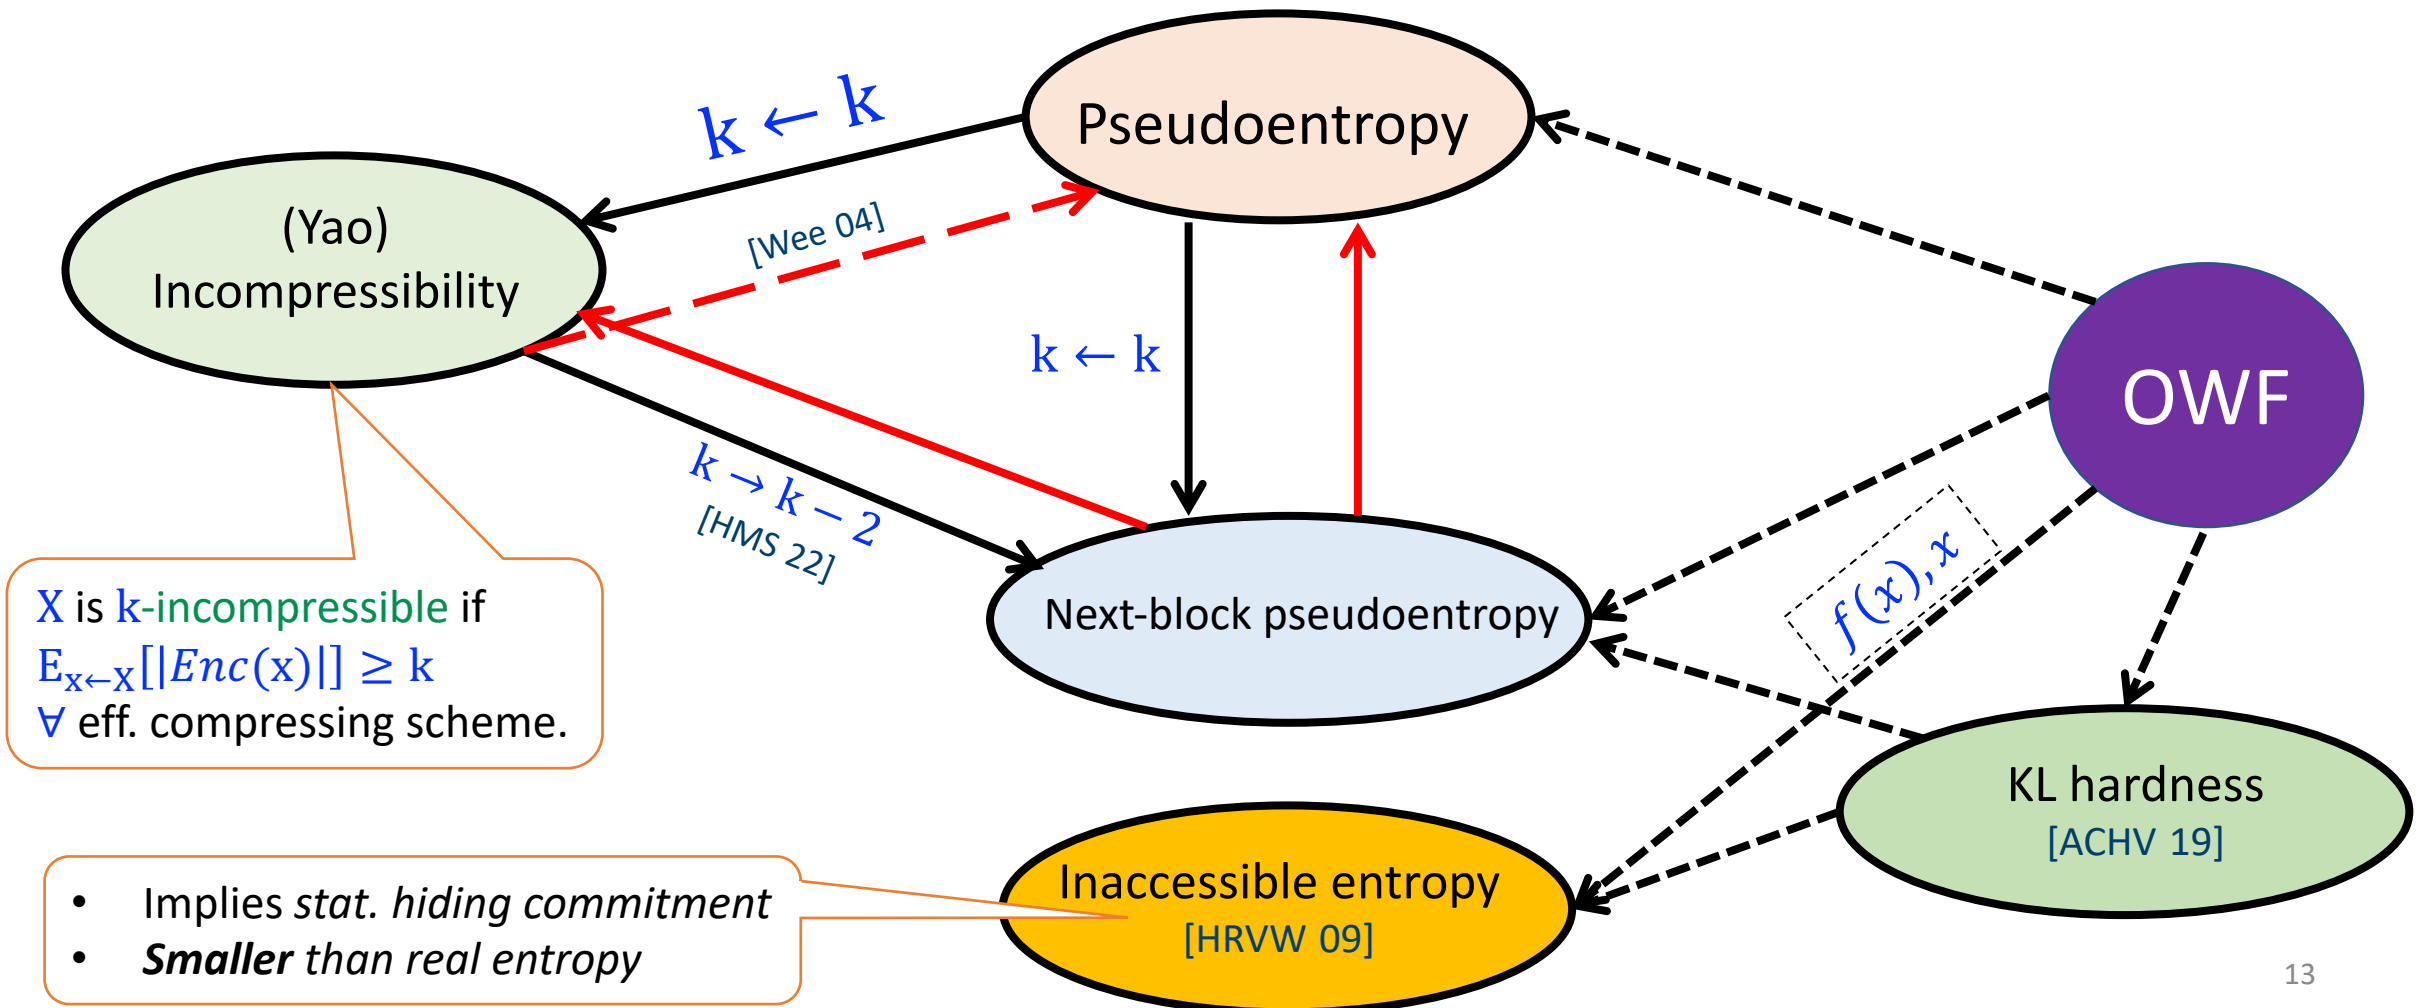 k ← k
Pseudoentropy
(Yao)
Incompressibility
[Wee 04]
k ← k
OWF
k → k − 2
[HMS 22]
f(x), x
Next-block pseudoentropy
X is k-incompressible if
E_{x←X}[|Enc(x)|] ≥ k
∀ eff. compressing scheme.
KL hardness
[ACHV 19]
Inaccessible entropy
[HRVW 09]
• Implies stat. hiding commitment
• Smaller than real entropy
13